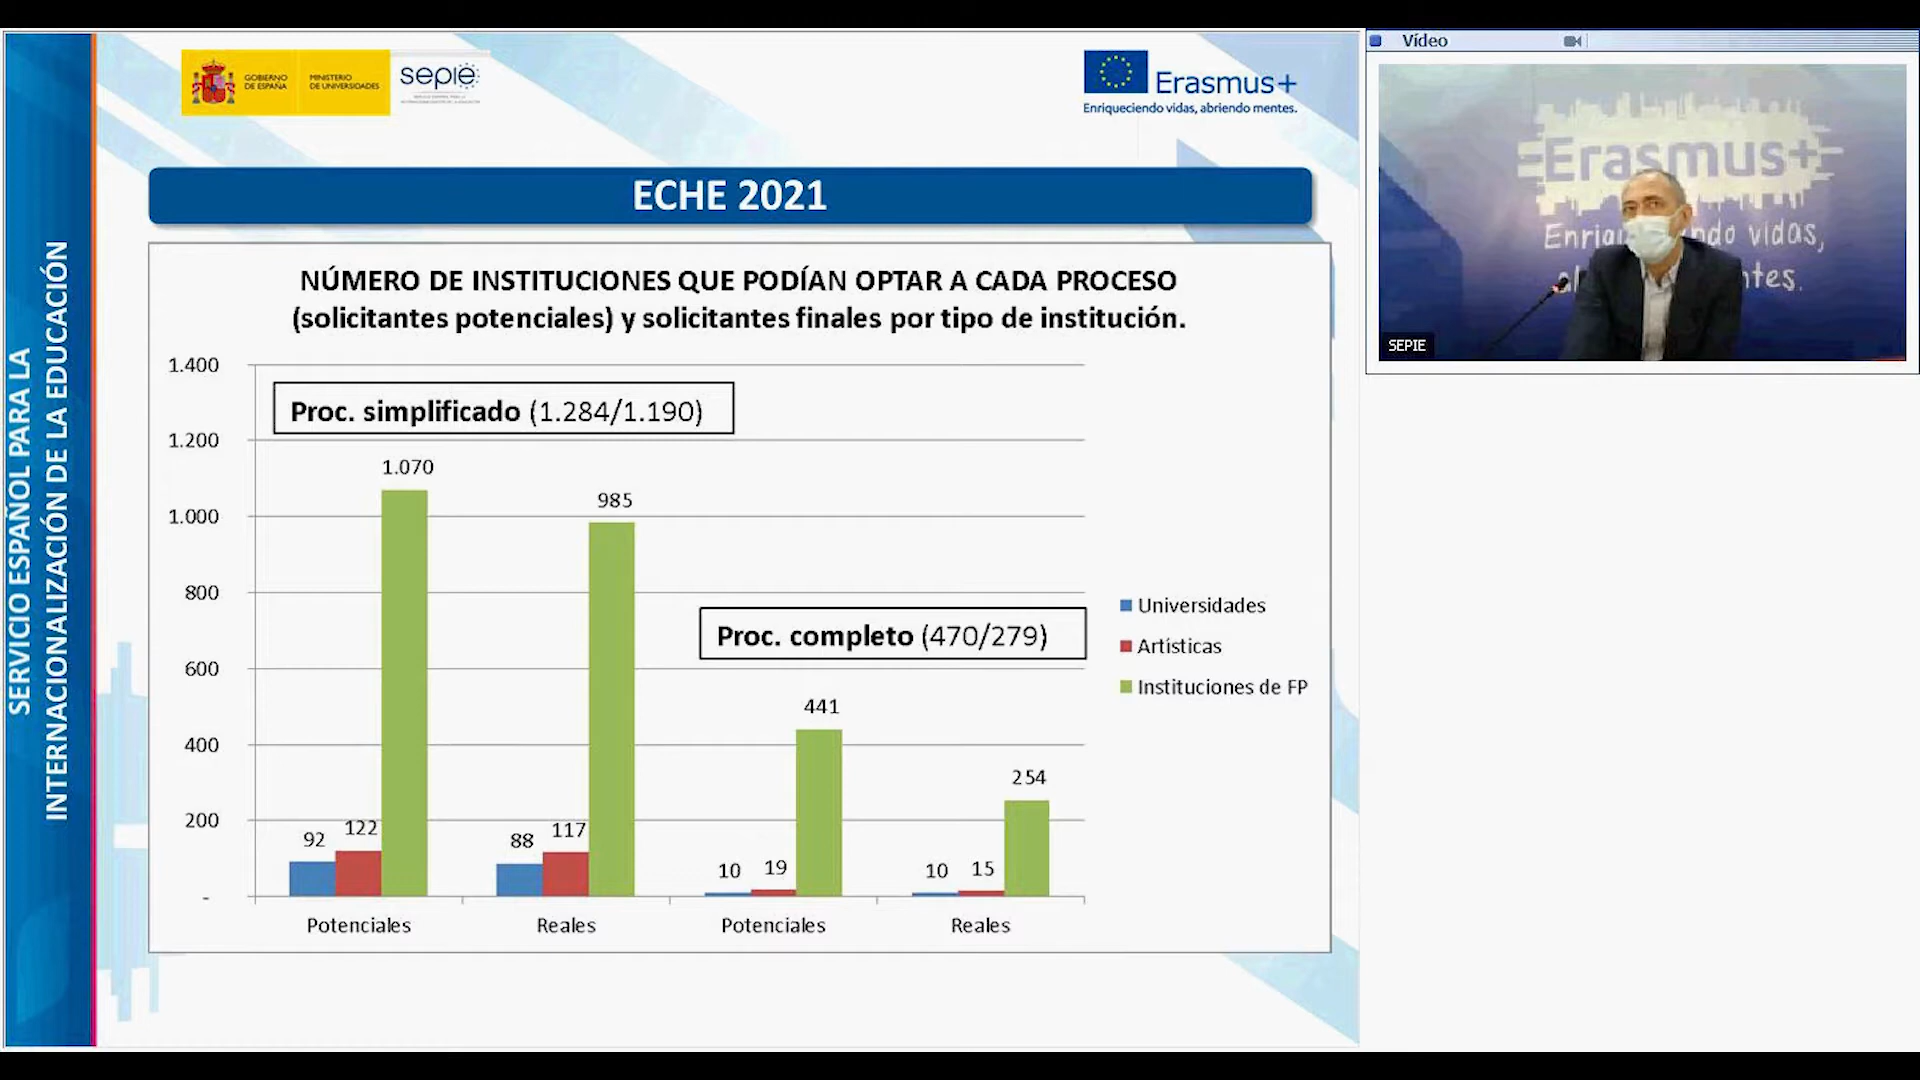 SERVICIO ESPAÑOL PARA LA
INTERNACIONALIZACIÓN DE LA EDUCACIÓN
GOBIERNO
DE ESPAÑA
MINISTERIO
DE UNIVERSIDADES
sepie
Erasmus+
Enriqueciendo vidas, abriendo mentes.
ECHE 2021
NÚMERO DE INSTITUCIONES QUE PODÍAN OPTAR A CADA PROCESO
(solicitantes potenciales) y solicitantes finales por tipo de institución.
1.400
1.200
1.000
800
600
400
200
-
Proc. simplificado (1.284/1.190)
Proc. completo (470/279)
92
122
1.070
88
117
985
10
19
441
10
15
254
Potenciales
Reales
Potenciales
Reales
Universidades
Artísticas
Instituciones de FP
Vídeo
Erasmus+
vidas,
SEPIE